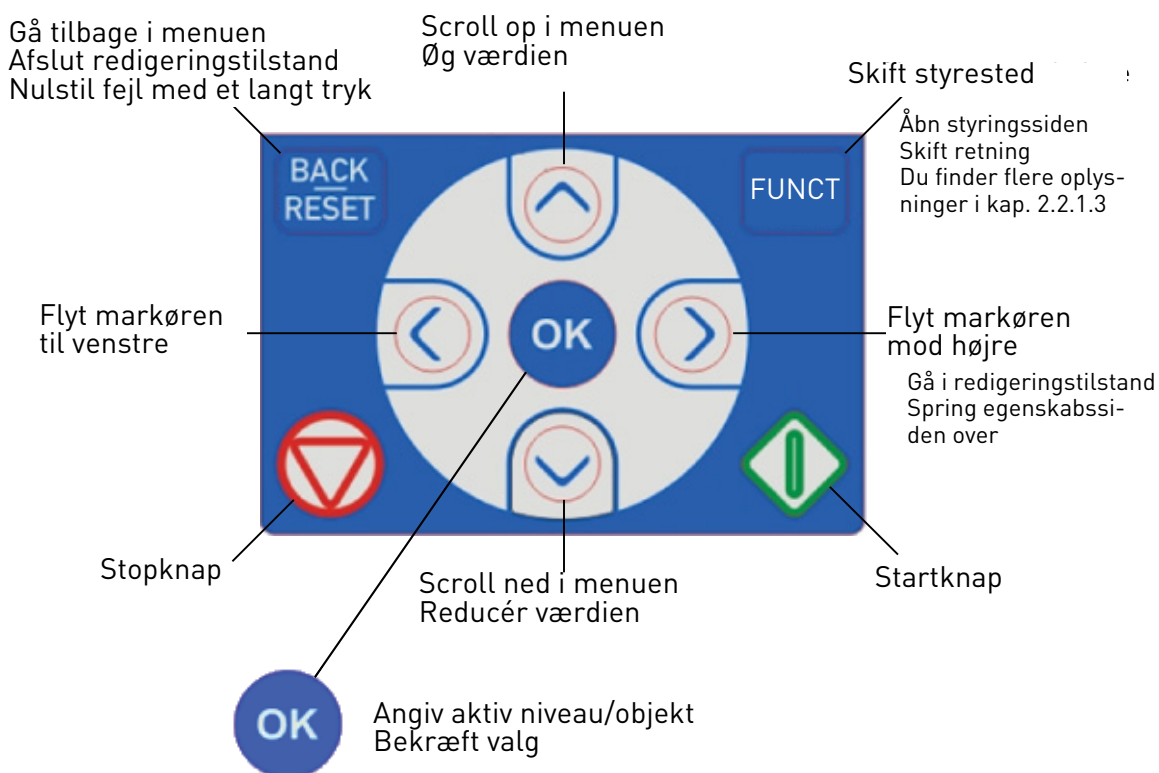 Gå tilbage i menuen
Afslut redigeringstilstand
Nulstil fejl med et langt tryk
Scroll op i menuen
Øg værdien
Skift styrested
Åbn styringssiden
Skift retning
Du finder flere oplys-
ninger i kap. 2.2.1.3
BACK
RESET
FUNCT
Flyt markøren
til venstre
OK
Flyt markøren
mod højre
Gå i redigeringstilstand
Spring egenskabssi-
den over
Stopknap
Scroll ned i menuen
Reducér værdien
Startknap
OK
Angiv aktiv niveau/objekt
Bekræft valg